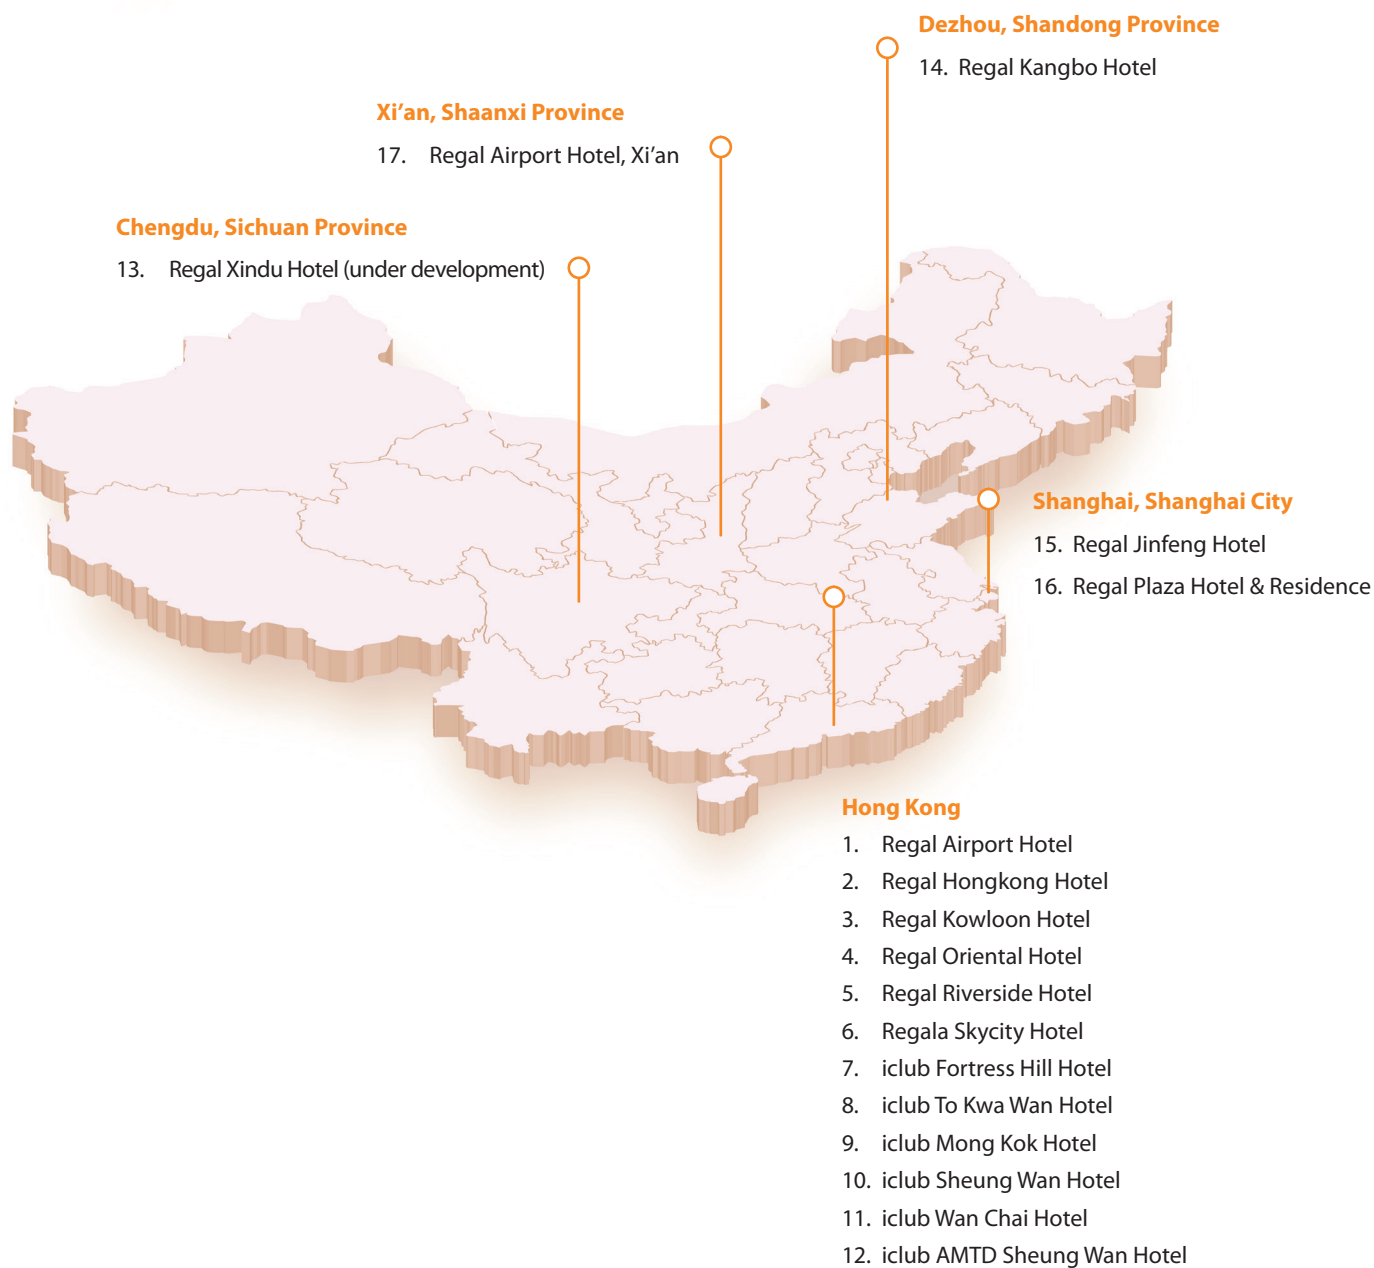 Dezhou, Shandong Province
14. Regal Kangbo Hotel
Xi’an, Shaanxi Province
17. Regal Airport Hotel, Xi’an
Chengdu, Sichuan Province
13. Regal Xindu Hotel (under development)
Shanghai, Shanghai City
15. Regal Jinfeng Hotel
16. Regal Plaza Hotel & Residence
Hong Kong
1. Regal Airport Hotel
2. Regal Hongkong Hotel
3. Regal Kowloon Hotel
4. Regal Oriental Hotel
5. Regal Riverside Hotel
6. Regala Skycity Hotel
7. iclub Fortress Hill Hotel
8. iclub To Kwa Wan Hotel
9. iclub Mong Kok Hotel
10. iclub Sheung Wan Hotel
11. iclub Wan Chai Hotel
12. iclub AMTD Sheung Wan Hotel